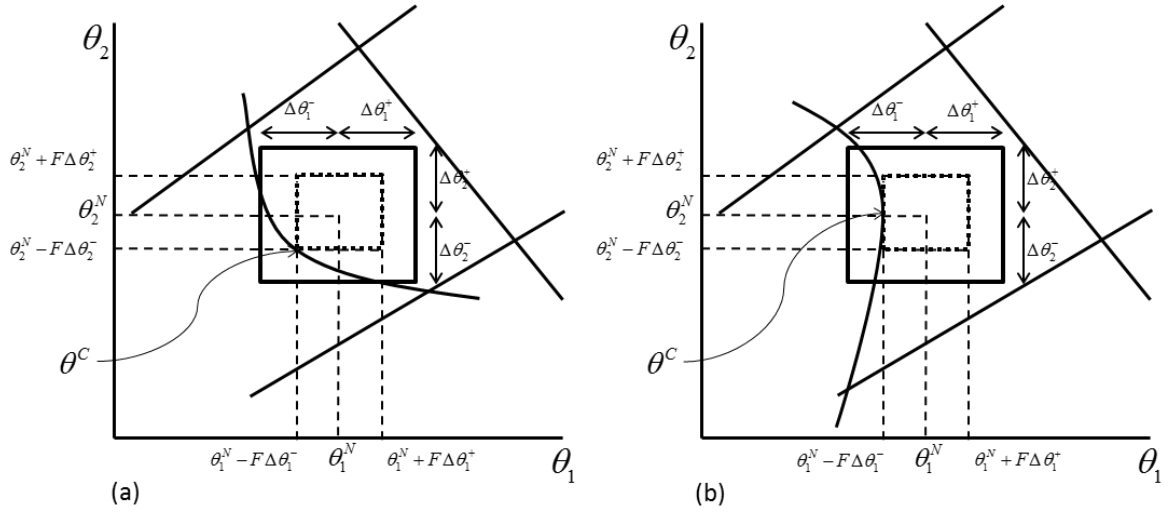 θ₂
Δθ₁⁻ Δθ₁⁺
θ₂ᴺ + FΔθ₂⁺
Δθ₂⁺
θ₂ᴺ
θ₂ᴺ − FΔθ₂⁻
Δθ₂⁻
θᶜ
θ₁ᴺ − FΔθ₁⁻ θ₁ᴺ θ₁ᴺ + FΔθ₁⁺ θ₁
(a)
θ₂
Δθ₁⁻ Δθ₁⁺
θ₂ᴺ + FΔθ₂⁺
Δθ₂⁺
θ₂ᴺ
θ₂ᴺ − FΔθ₂⁻
Δθ₂⁻
θᶜ
θ₁ᴺ − FΔθ₁⁻ θ₁ᴺ θ₁ᴺ + FΔθ₁⁺ θ₁
(b)